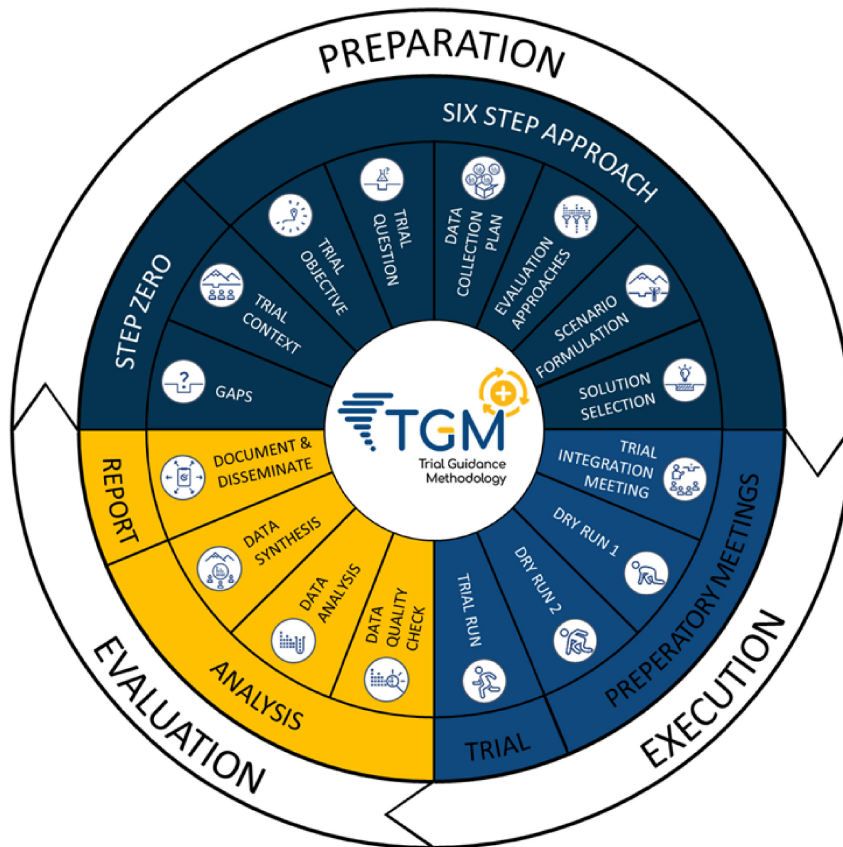 PREPARATION
SIX STEP APPROACH
STEP ZERO
GAPS
TRIAL
CONTEXT
TRIAL
OBJECTIVE
TRIAL
QUESTION
DATA
COLLECTION
PLAN
EVALUATION
APPROACHES
SCENARIO
FORMULATION
SOLUTION
SELECTION
EXECUTION
PREPERATORY MEETINGS
TRIAL
INTEGRATION
MEETING
DRY RUN 1
DRY RUN 2
TRIAL
TRIAL RUN
EVALUATION
ANALYSIS
DATA
QUALITY
CHECK
DATA
ANALYSIS
DATA
SYNTHESIS
REPORT
DOCUMENT &
DISSEMINATE
TGM
Trial Guidance
Methodology